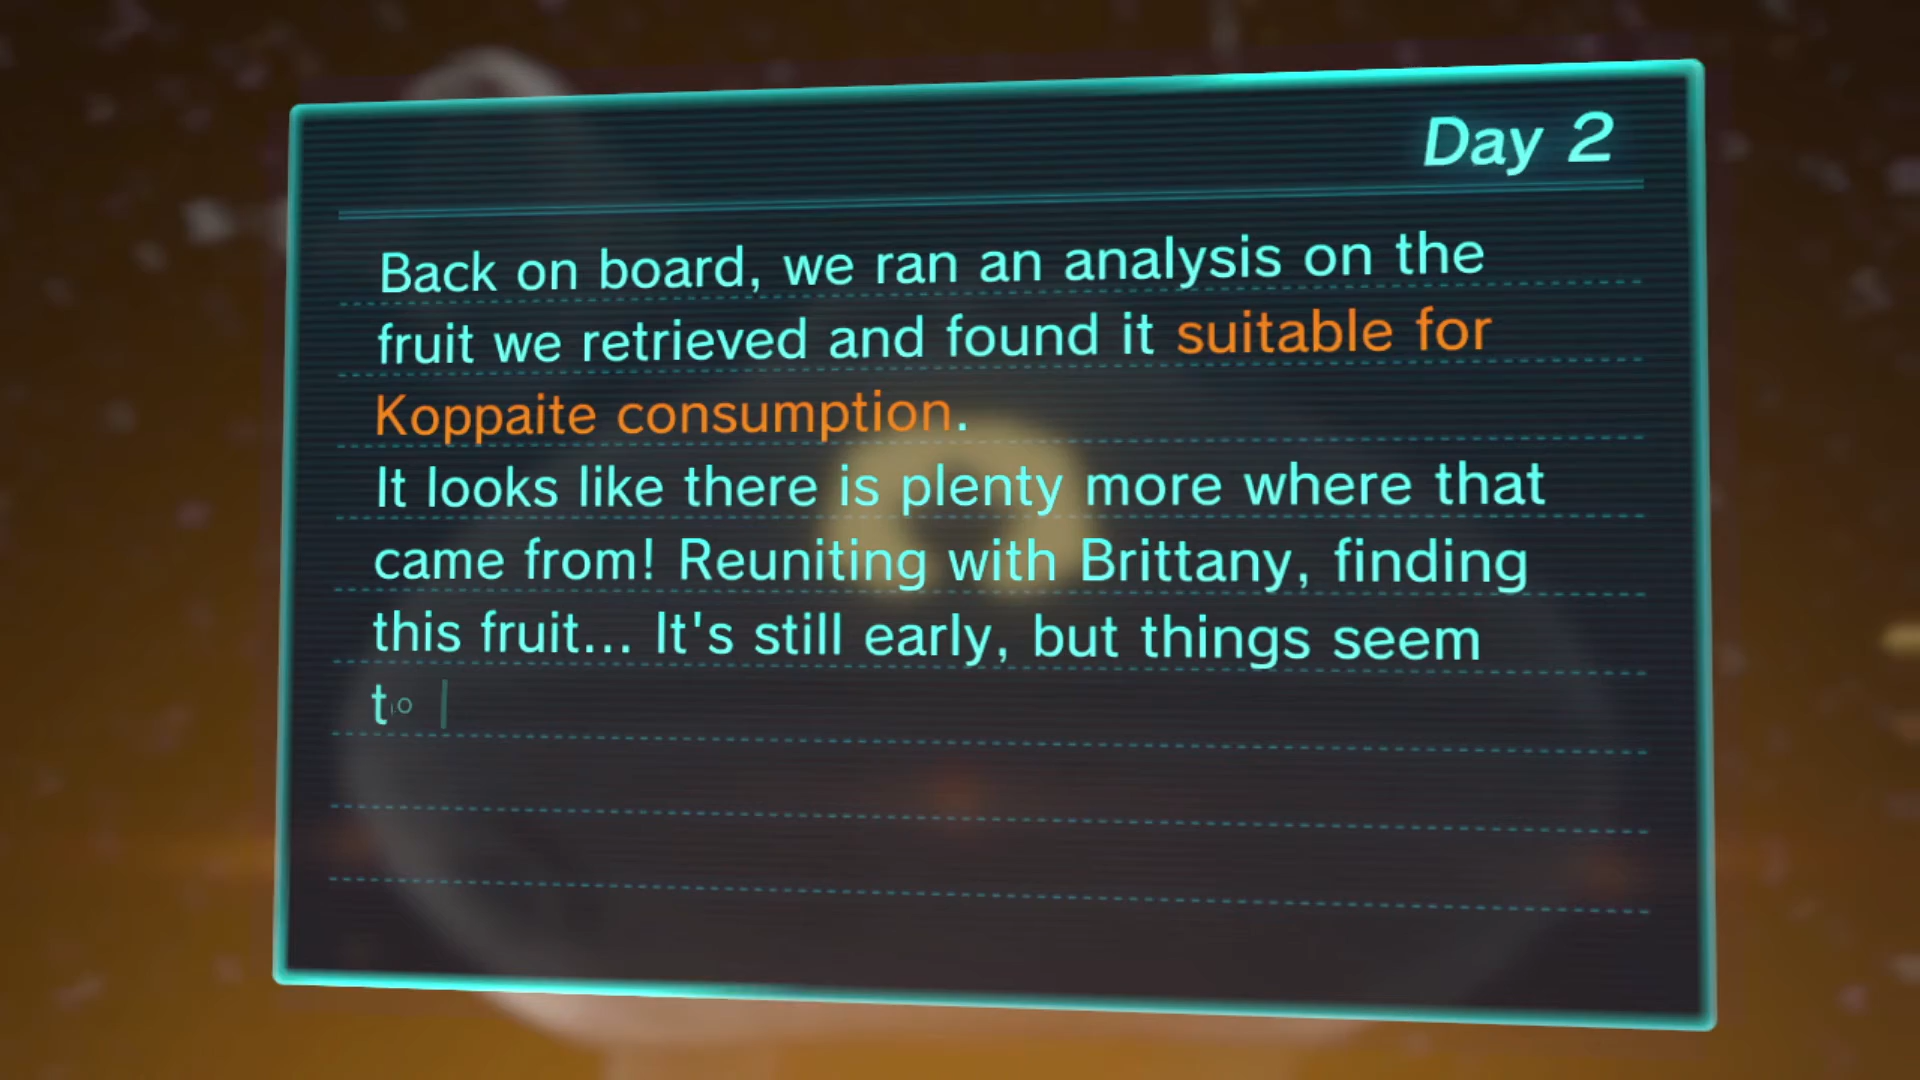 Day 2
Back on board, we ran an analysis on the
fruit we retrieved and found it suitable for
Koppaite consumption.
It looks like there is plenty more where that
came from! Reuniting with Brittany, finding
this fruit... It's still early, but things seem
to